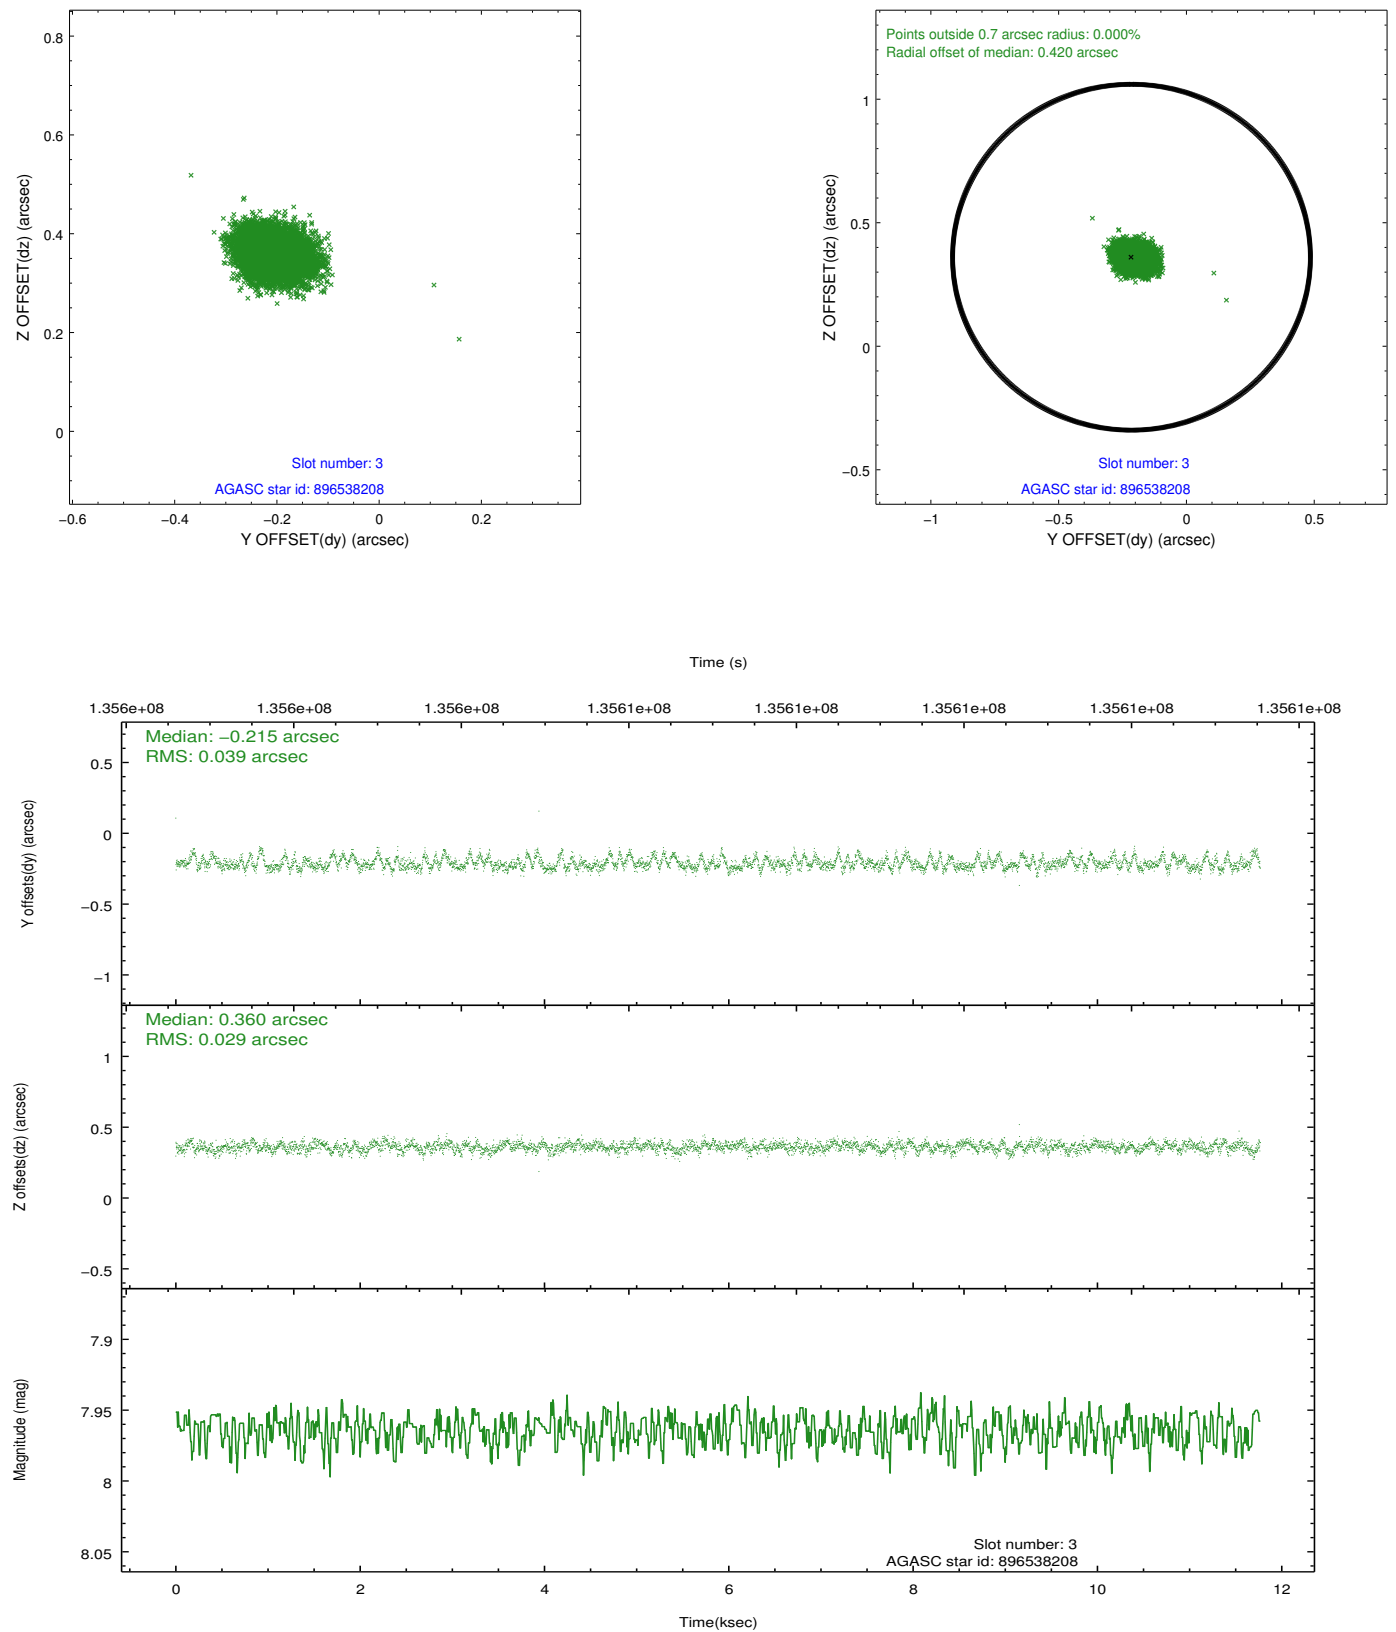 0.8
0.6
0.4
0.2
0
−0.6
−0.4
−0.2
0
0.2
Z OFFSET(dz) (arcsec)
Y OFFSET(dy) (arcsec)
Slot number: 3
AGASC star id: 896538208
Points outside 0.7 arcsec radius: 0.000%
Radial offset of median: 0.420 arcsec
1
0.5
0
−0.5
−1
−0.5
0
0.5
Z OFFSET(dz) (arcsec)
Y OFFSET(dy) (arcsec)
Slot number: 3
AGASC star id: 896538208
Time (s)
1.356e+08 1.356e+08 1.356e+08 1.3561e+08 1.3561e+08 1.3561e+08 1.3561e+08 1.3561e+08
Median: −0.215 arcsec
RMS: 0.039 arcsec
0.5
0
−0.5
−1
Y offsets(dy) (arcsec)
Median: 0.360 arcsec
RMS: 0.029 arcsec
1
0.5
0
−0.5
Z offsets(dz) (arcsec)
7.9
7.95
8
8.05
Magnitude (mag)
Slot number: 3
AGASC star id: 896538208
0 2 4 6 8 10 12
Time(ksec)